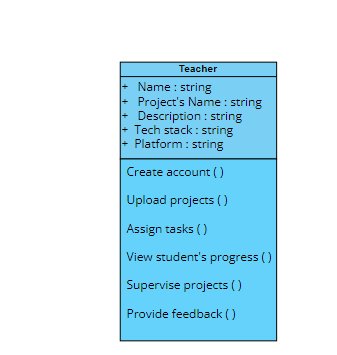 Teacher
+ Name : string
+ Project's Name : string
+ Description : string
+ Tech stack : string
+ Platform : string
Create account ( )
Upload projects ( )
Assign tasks ( )
View student's progress ( )
Supervise projects ( )
Provide feedback ( )